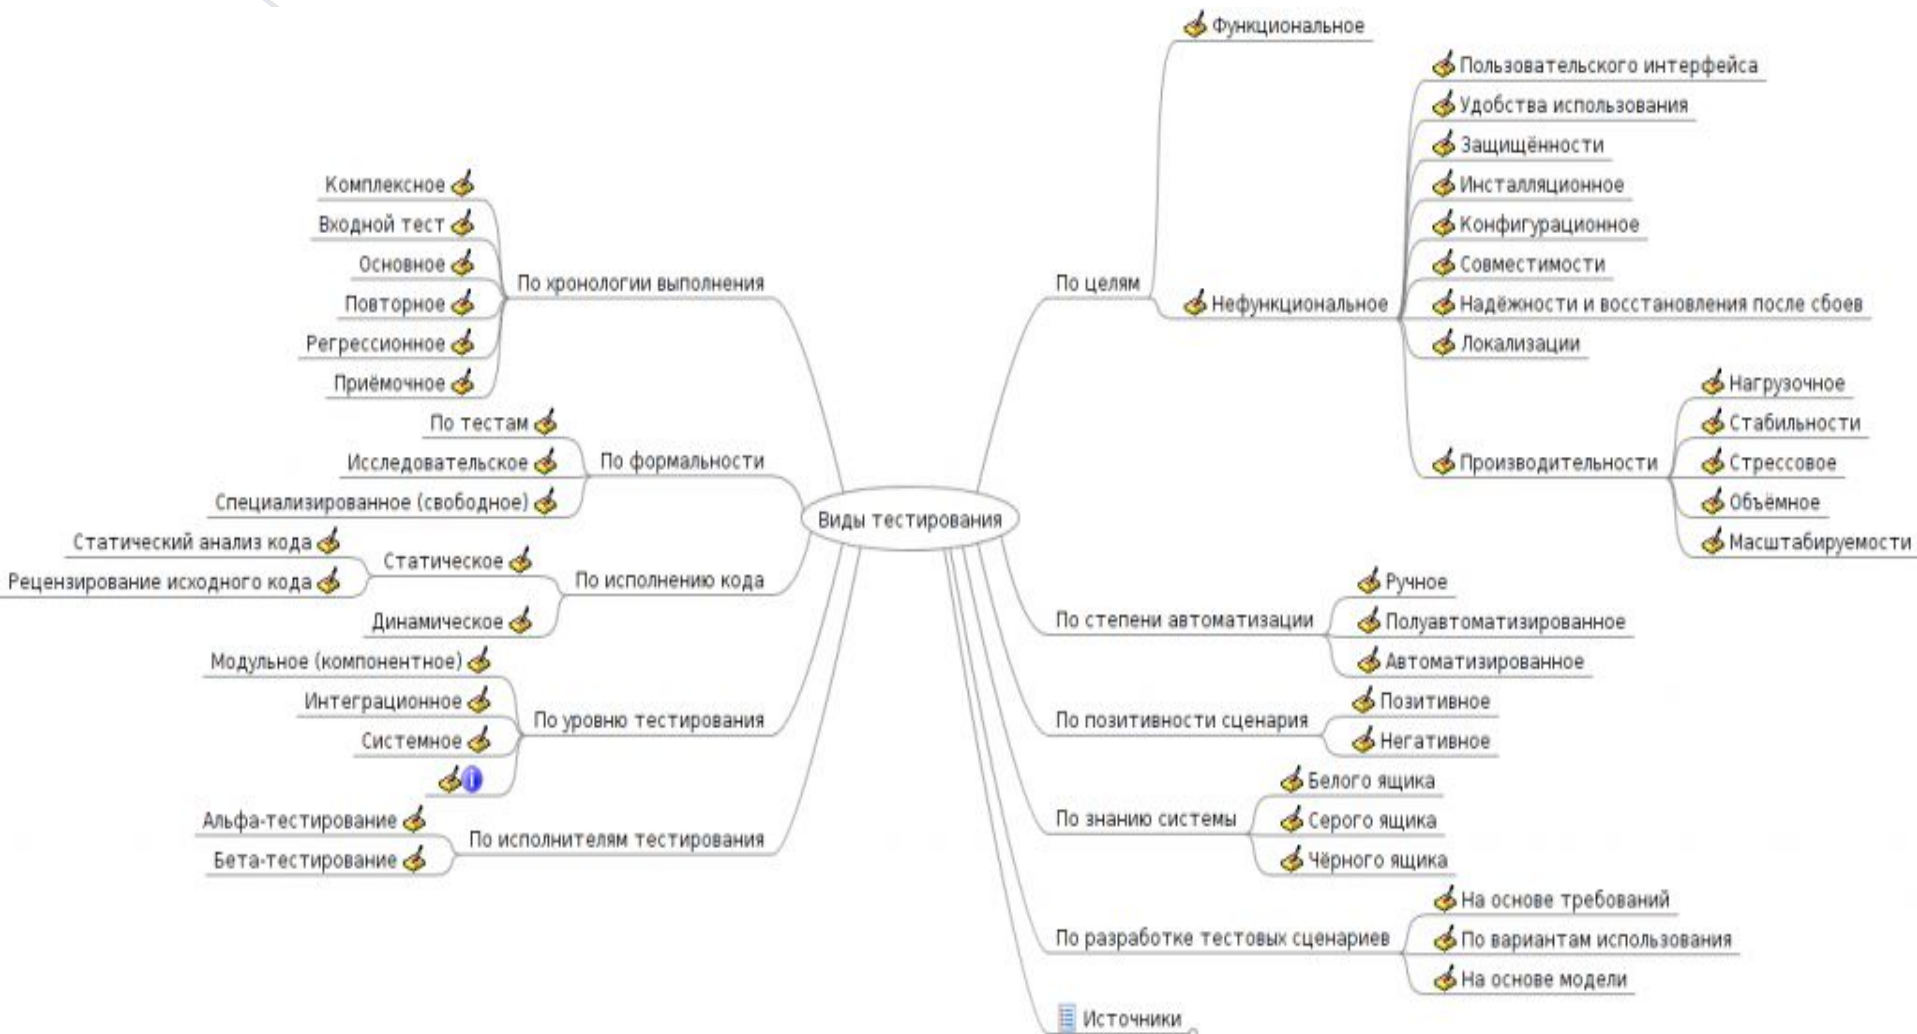 Виды тестирования
По хронологии выполнения
Комплексное
Входной тест
Основное
Повторное
Регрессионное
Приёмочное
По формальности
По тестам
Исследовательское
Специализированное (свободное)
По исполнению кода
Статическое
Статический анализ кода
Рецензирование исходного кода
Динамическое
По уровню тестирования
Модульное (компонентное)
Интеграционное
Системное
По исполнителям тестирования
Альфа-тестирование
Бета-тестирование
По целям
Функциональное
Нефункциональное
Пользовательского интерфейса
Удобства использования
Защищённости
Инсталляционное
Конфигурационное
Совместимости
Надёжности и восстановления после сбоев
Локализации
Производительности
Нагрузочное
Стабильности
Стрессовое
Объёмное
Масштабируемости
По степени автоматизации
Ручное
Полуавтоматизированное
Автоматизированное
По позитивности сценария
Позитивное
Негативное
По знанию системы
Белого ящика
Серого ящика
Чёрного ящика
По разработке тестовых сценариев
На основе требований
По вариантам использования
На основе модели
Источники